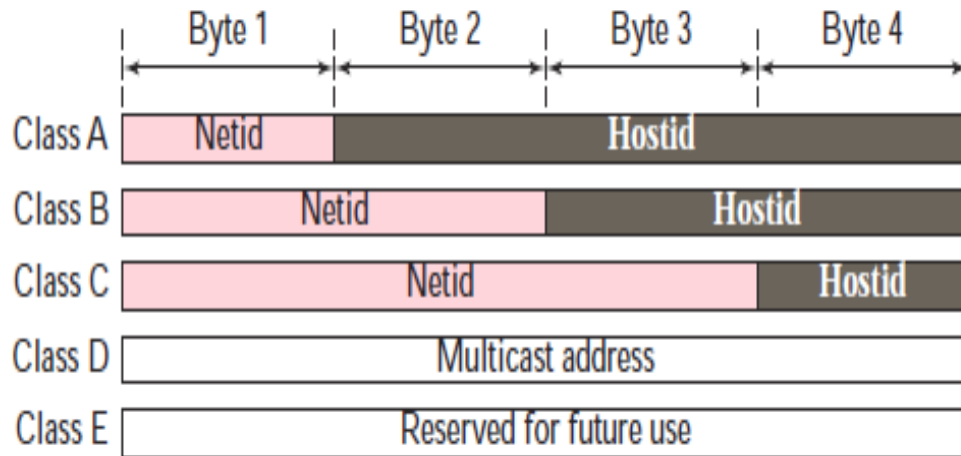 Byte 1 Byte 2 Byte 3 Byte 4
Class A Netid Hostid
Class B Netid Hostid
Class C Netid Hostid
Class D Multicast address
Class E Reserved for future use